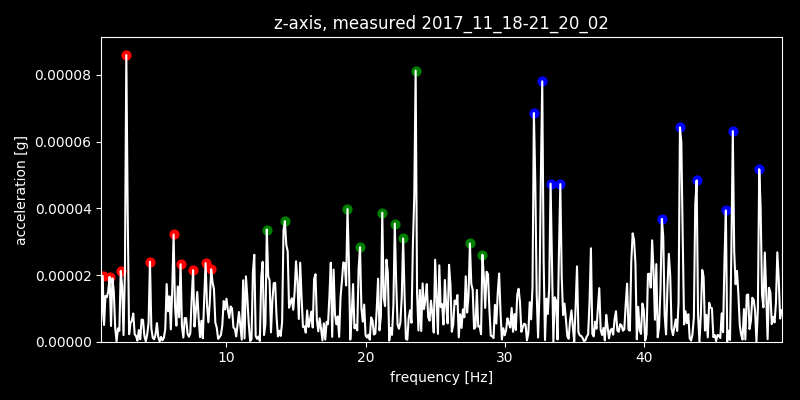 z-axis, measured 2017_11_18-21_20_02
0.00008
0.00006
0.00004
0.00002
0.00000
acceleration [g]
10 20 30 40
frequency [Hz]